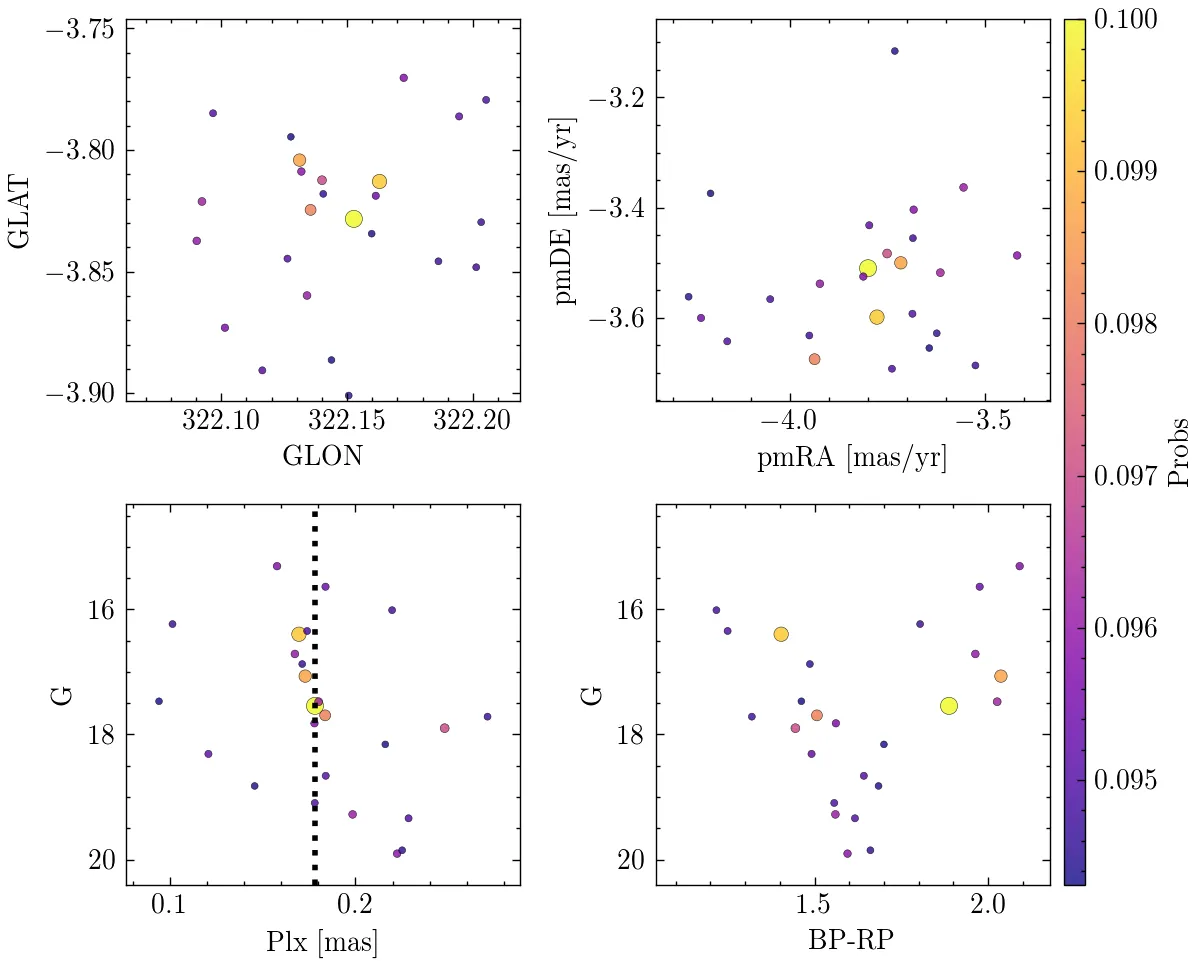 −3.75
−3.80
−3.85
−3.90
GLAT
322.10 322.15 322.20
GLON
−3.2
−3.4
−3.6
pmDE [mas/yr]
−4.0 −3.5
pmRA [mas/yr]
0.100
0.099
0.098
0.097
0.096
0.095
Probs
16
18
20
G
0.1 0.2
Plx [mas]
16
18
20
G
1.5 2.0
BP-RP